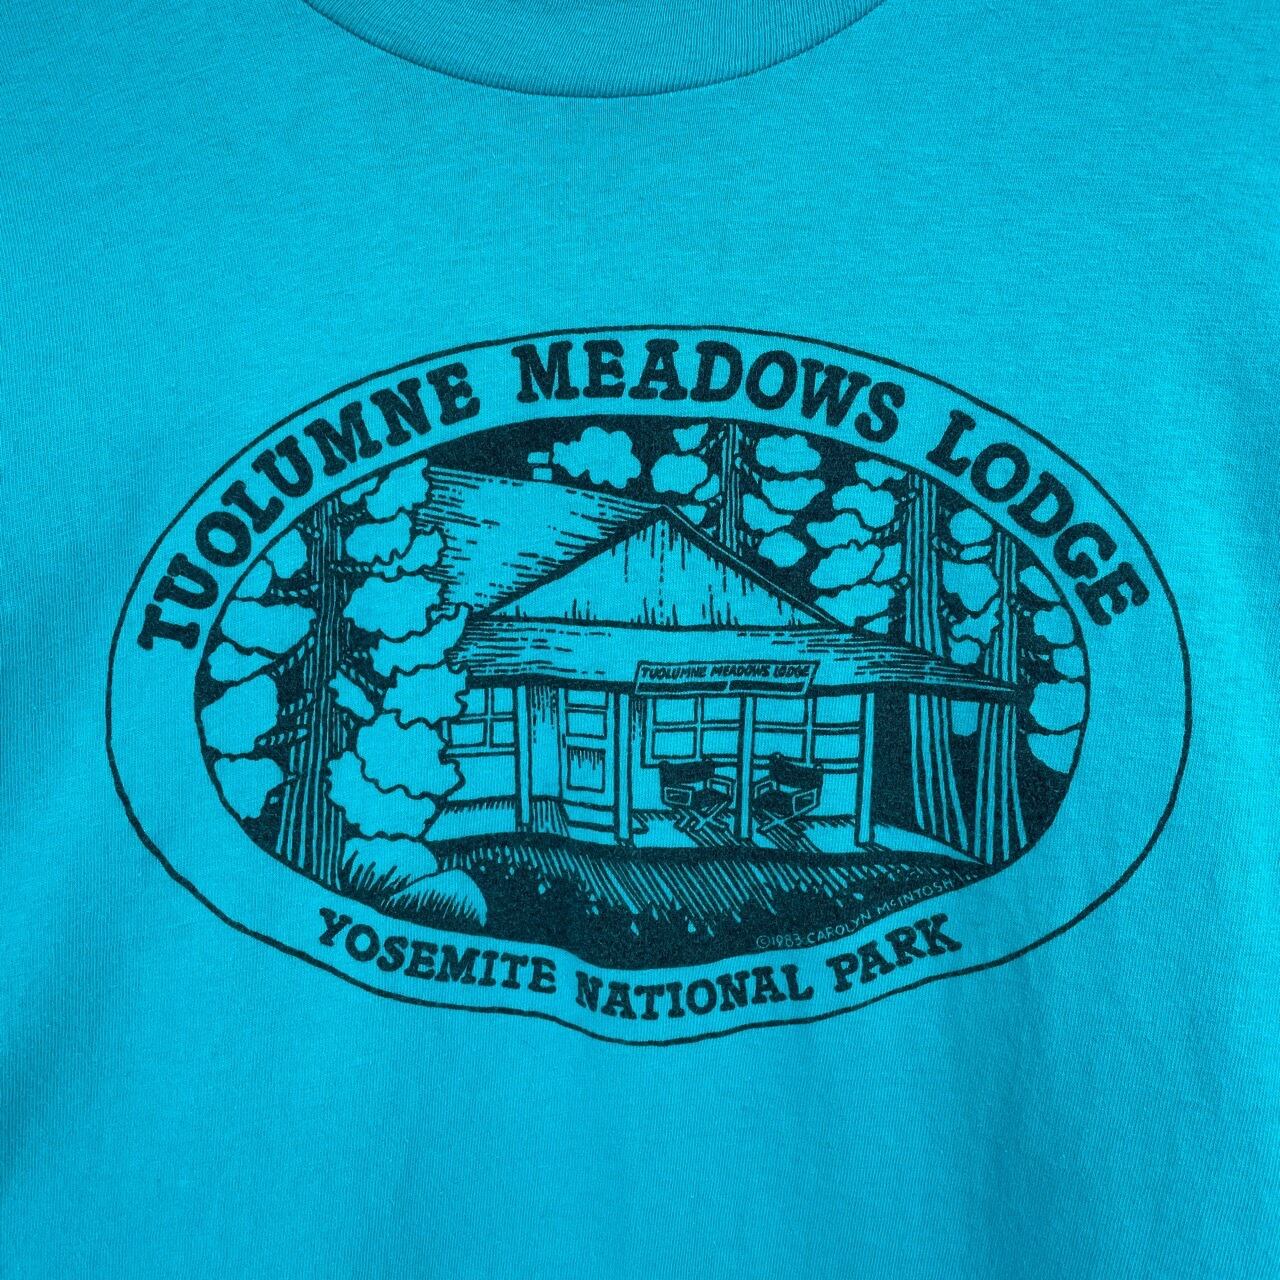 TUOLUMNE MEADOWS LODGE
TUOLUMNE MEADOWS LODGE
©1983 CAROLYN MCINTOSH
YOSEMITE NATIONAL PARK